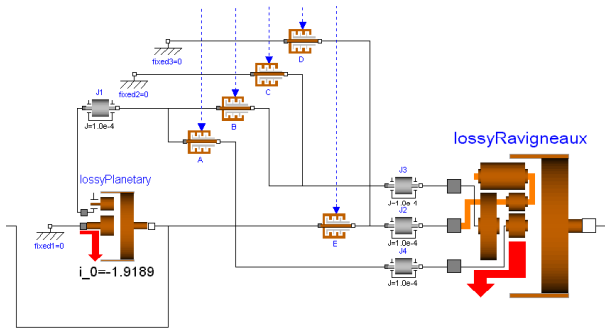 D
fixed3=0
C
fixed2=0
J1
J=1.0e-4
B
A
lossyRavigneaux
lossyPlanetary
J3
J=1.0e-4
J2
J=1.0e-4
E
fixed1=0
i_0=-1.9189
J4
J=1.0e-4